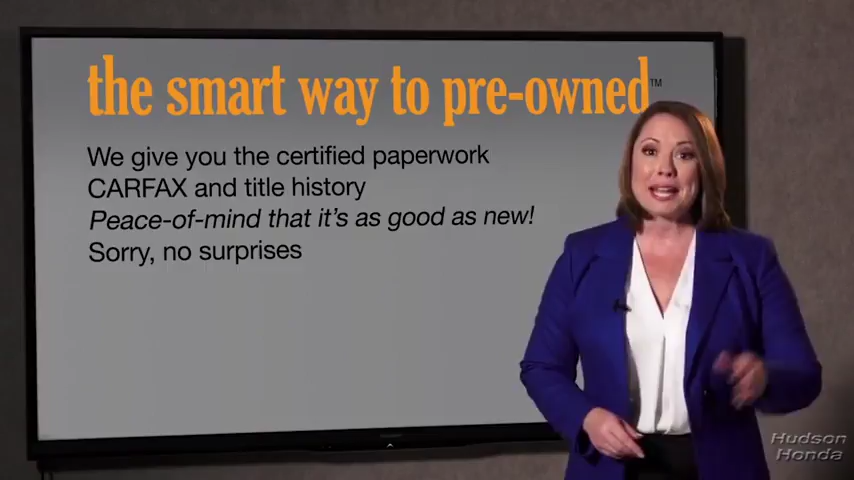 the smart way to pre-owned™
We give you the certified paperwork
CARFAX and title history
Peace-of-mind that it's as good as new!
Sorry, no surprises
Hudson
Honda